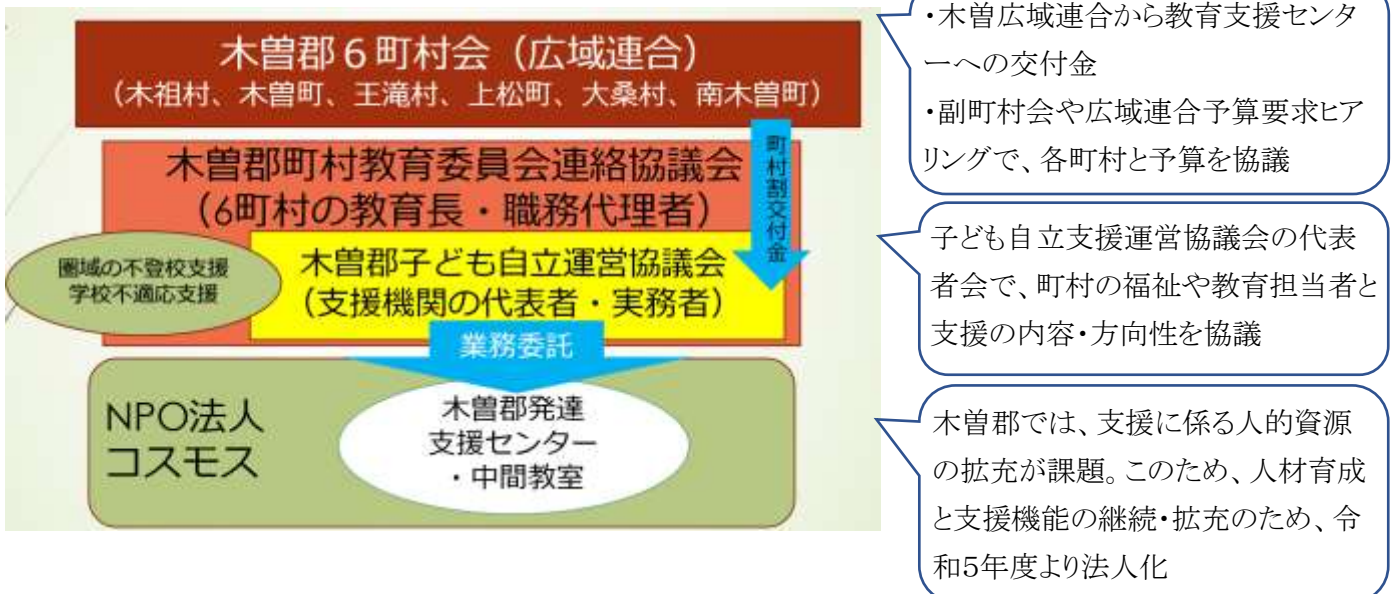 木曽郡6町村会（広域連合）
（木祖村、木曽町、王滝村、上松町、大桑村、南木曽町）
町村割交付金
木曽郡町村教育委員会連絡協議会
（6町村の教育長・職務代理者）
圏域の不登校支援
学校不適応支援
木曽郡子ども自立運営協議会
（支援機関の代表者・実務者）
業務委託
NPO法人
コスモス
木曽郡発達
支援センター
・中間教室
・木曽広域連合から教育支援センタ
ーへの交付金
・副町村会や広域連合予算要求ヒア
リングで、各町村と予算を協議
子ども自立支援運営協議会の代表
者会で、町村の福祉や教育担当者と
支援の内容・方向性を協議
木曽郡では、支援に係る人的資源
の拡充が課題。このため、人材育成
と支援機能の継続・拡充のため、令
和5年度より法人化